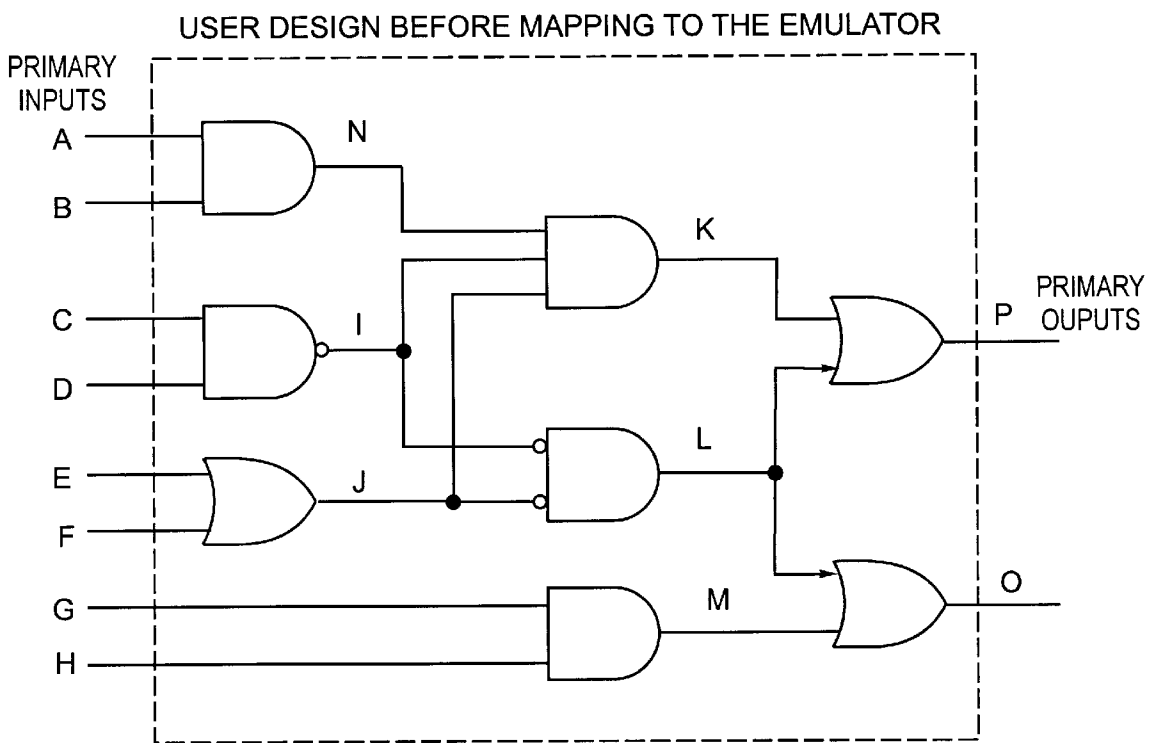 USER DESIGN BEFORE MAPPING TO THE EMULATOR
PRIMARY
INPUTS
A
B
C
D
E
F
G
H
N
I
J
K
L
M
P
O
PRIMARY
OUPUTS